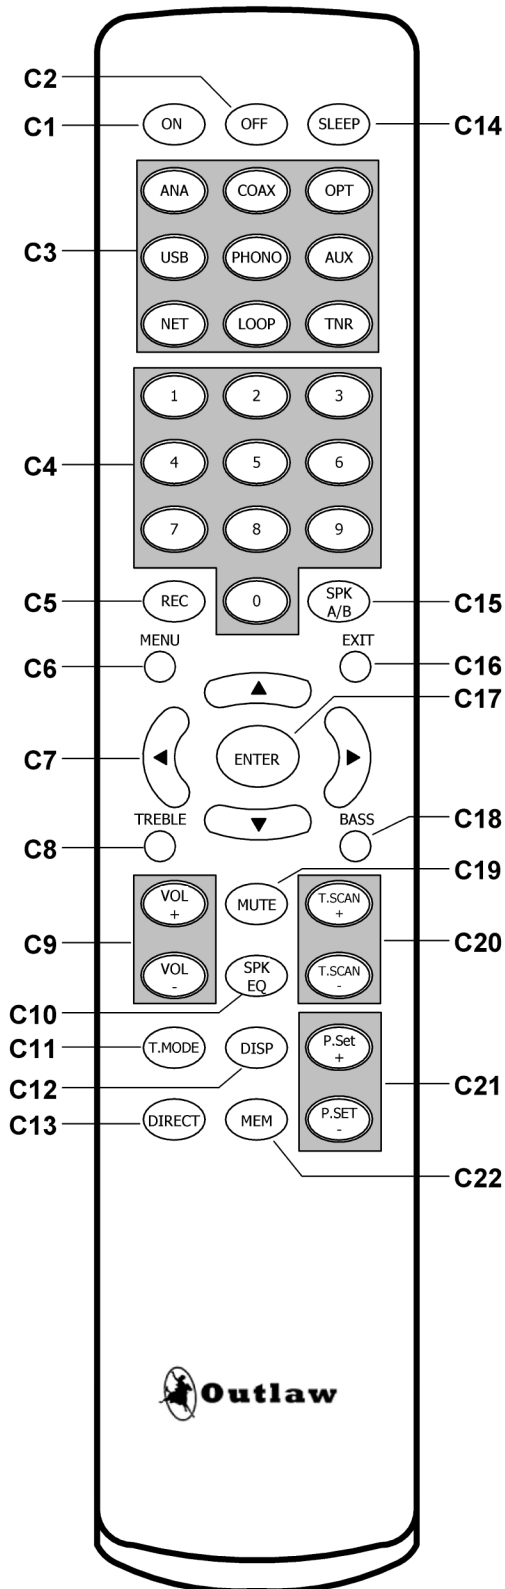 C2
C1 ON OFF SLEEP C14
ANA COAX OPT
C3 USB PHONO AUX
NET LOOP TNR
1 2 3
C4 4 5 6
7 8 9
C5 REC 0 SPK
A/B C15
MENU EXIT
C6 C16
C17
C7 ENTER
TREBLE BASS
C8 C18
C19
VOL
+ MUTE T.SCAN
+
C9 C20
VOL
- SPK
EQ T.SCAN
-
C10
C11 T.MODE DISP P.Set
+
C12 C21
C13 DIRECT MEM P.SET
-
C22
Outlaw